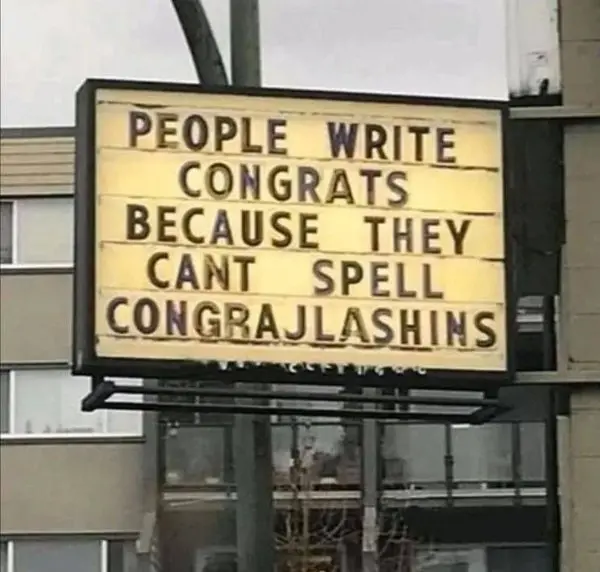 PEOPLE WRITE
CONGRATS
BECAUSE THEY
CANT SPELL
CONGRAJLASHINS